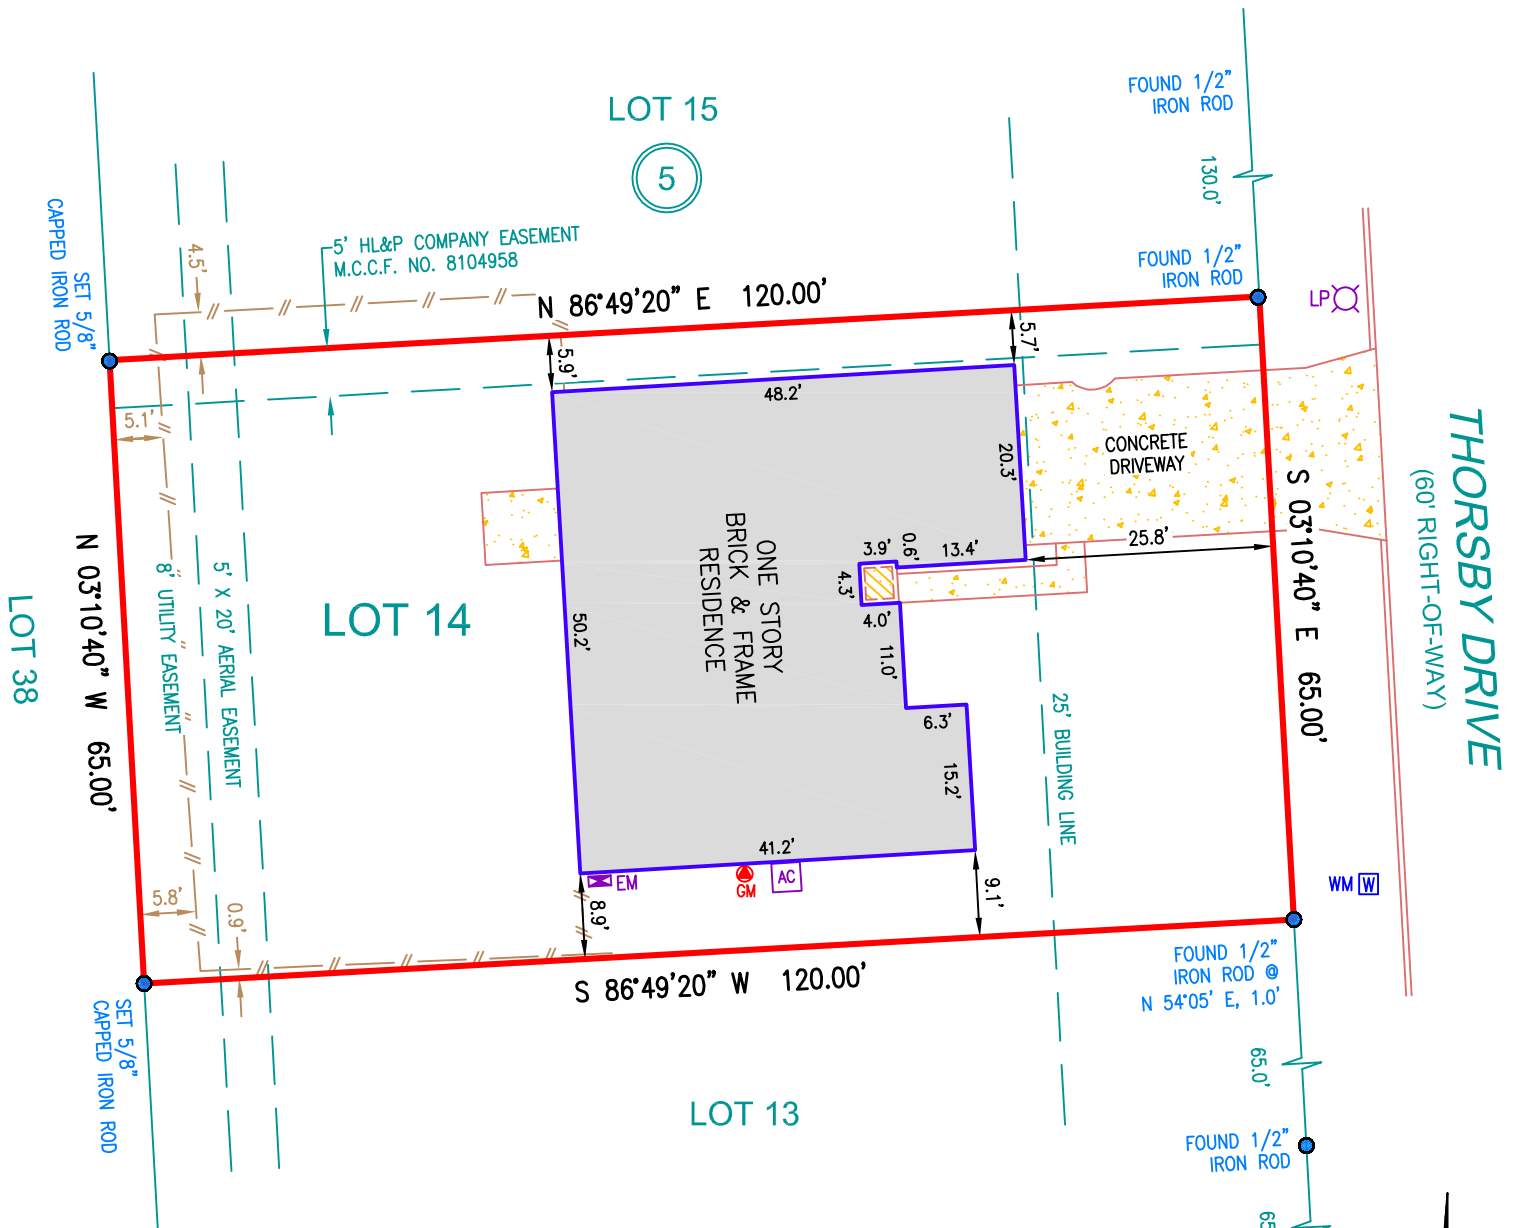 LOT 15
5
FOUND 1/2"
IRON ROD
130.0'
FOUND 1/2"
IRON ROD
LP
5' HL&P COMPANY EASEMENT
M.C.C.F. NO. 8104958
4.5'
SET 5/8"
CAPPED IRON ROD
N 86°49'20" E 120.00'
5.9'
5.7'
48.2'
5.1'
20.3'
CONCRETE
DRIVEWAY
THORSBY DRIVE
(60' RIGHT-OF-WAY)
S 03°10'40" E 65.00'
25.8'
3.9'
0.6'
13.4'
4.3'
4.0'
11.0'
6.3'
15.2'
ONE STORY
BRICK & FRAME
RESIDENCE
50.2'
LOT 14
5' X 20' AERIAL EASEMENT
8' UTILITY EASEMENT
N 03°10'40" W 65.00'
LOT 38
25' BUILDING LINE
41.2'
EM
GM
AC
WM W
5.8'
0.9'
8.9'
9.1'
S 86°49'20" W 120.00'
FOUND 1/2"
IRON ROD @
N 54°05' E, 1.0'
SET 5/8"
CAPPED IRON ROD
65.0'
LOT 13
FOUND 1/2"
IRON ROD